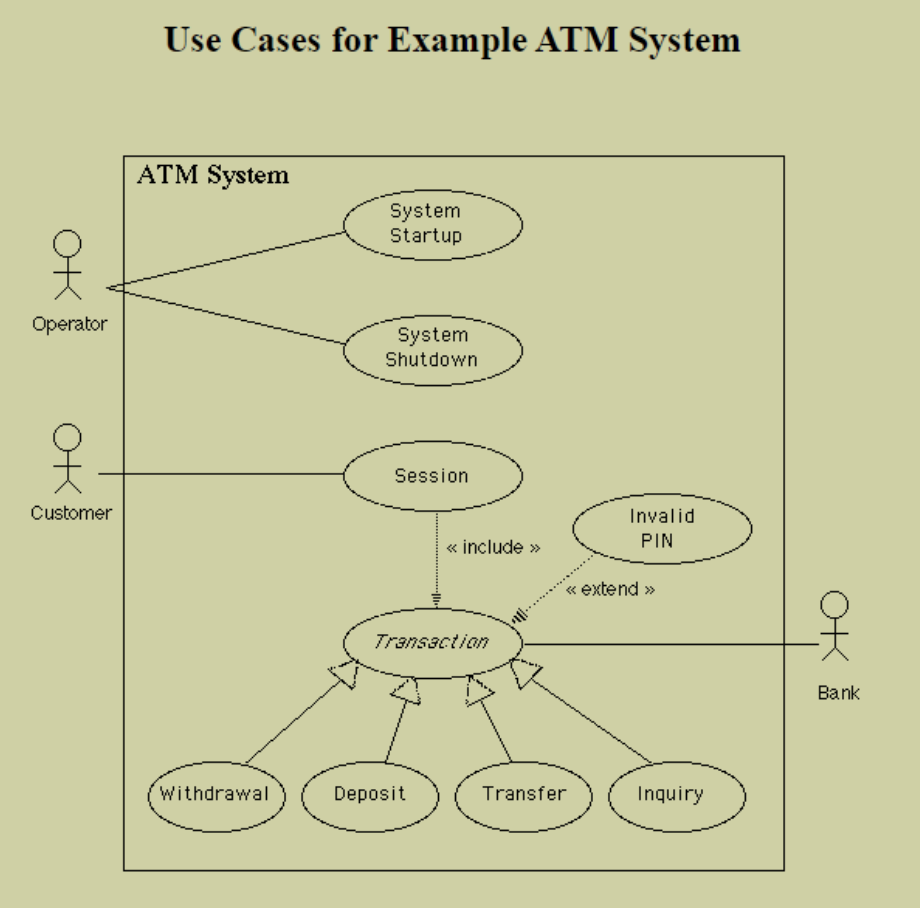 Use Cases for Example ATM System
ATM System
System
Startup
Operator
System
Shutdown
Customer
Session
Invalid
PIN
« include »
« extend »
Transaction
Bank
Withdrawal
Deposit
Transfer
Inquiry